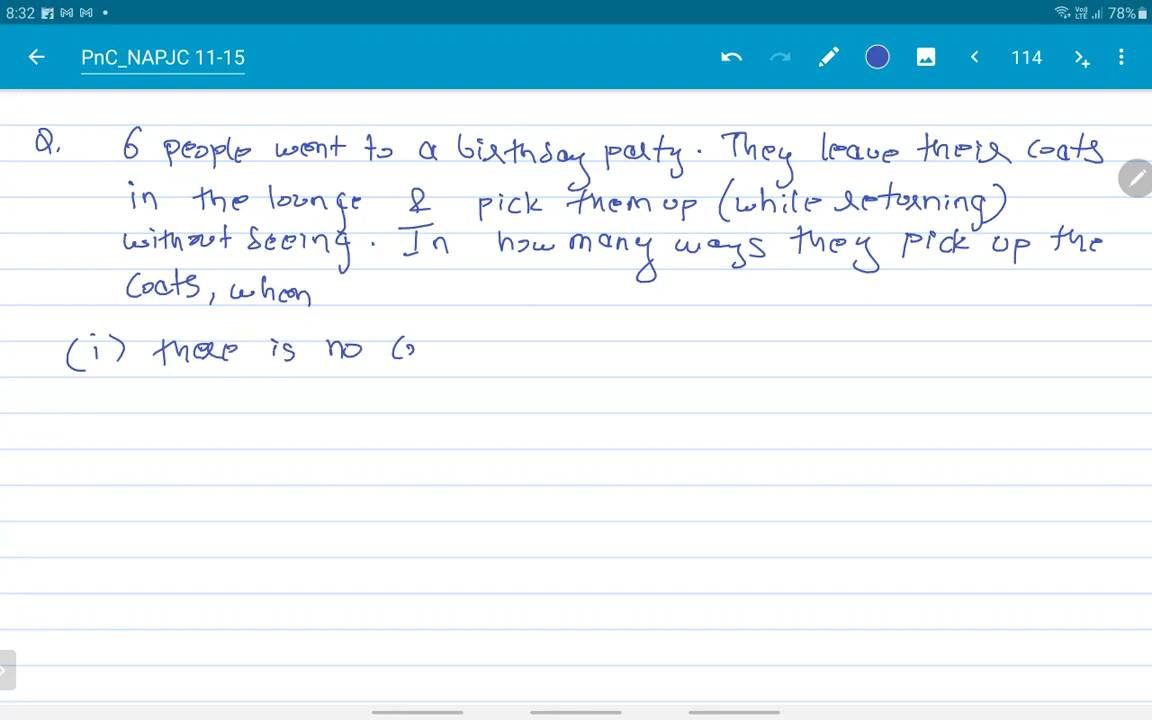 8:32 78%
PnC_NAPJC 11-15 114
Q. 6 people went to a birthday party. They leave their coats
in the lounge & pick them up (while returning)
without seeing. In how many ways they pick up the
coats, when
(i) there is no co